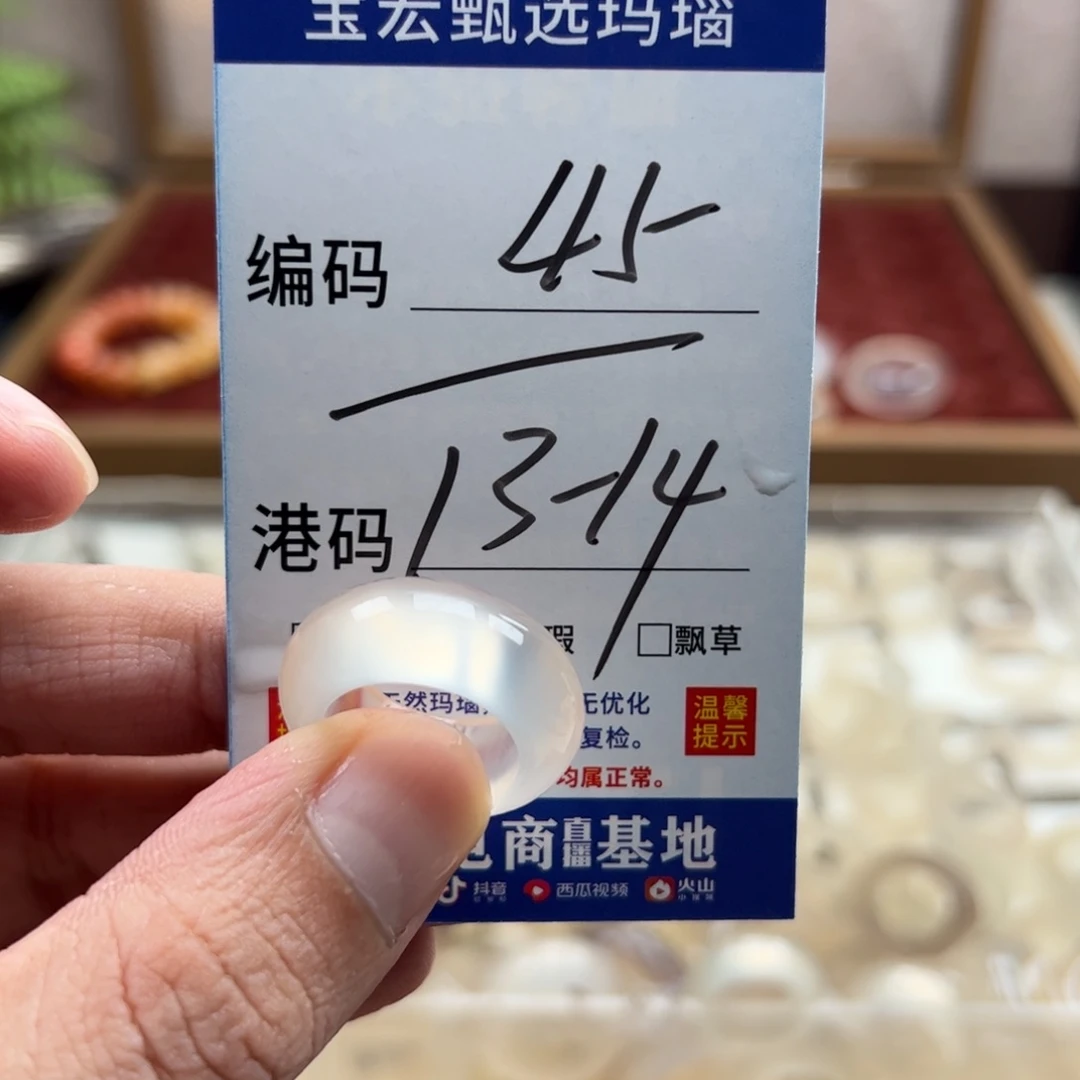 宝宏甄选玛瑙
编码 45
港码 13-14
瑕 □飘草
天然玛瑙 无优化 温馨
复检。 提示
均属正常。
电商直播基地
抖音 西瓜视频 火山